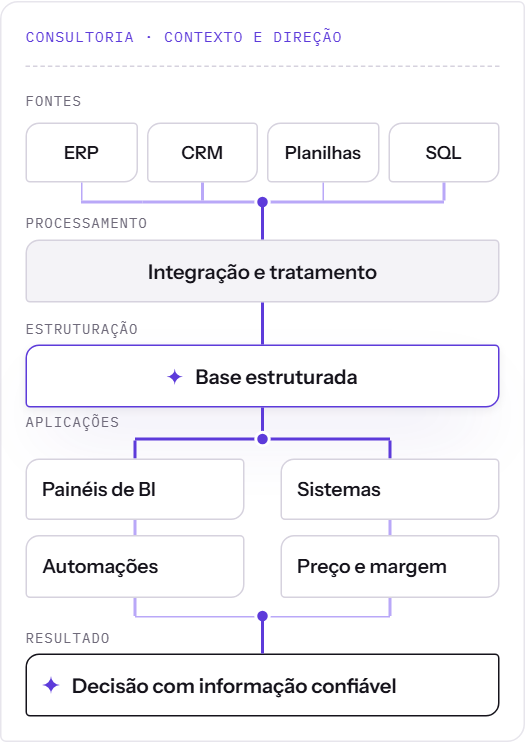 CONSULTORIA · CONTEXTO E DIREÇÃO
FONTES
ERP
CRM
Planilhas
SQL
PROCESSAMENTO
Integração e tratamento
ESTRUTURAÇÃO
Base estruturada
APLICAÇÕES
Painéis de BI
Sistemas
Automações
Preço e margem
RESULTADO
Decisão com informação confiável